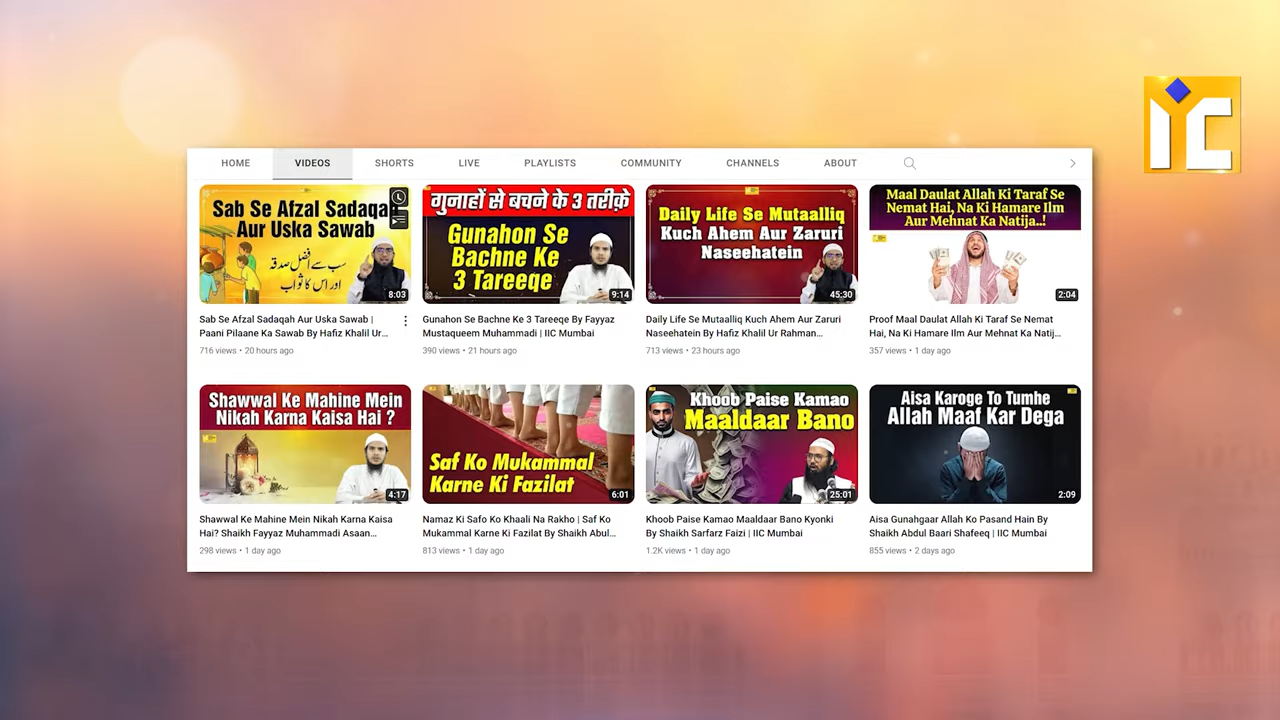 IYC
HOME VIDEOS SHORTS LIVE PLAYLISTS COMMUNITY CHANNELS ABOUT
Sab Se Afzal Sadaqa
Aur Uska Sawab
سب سے افضل صدقہ
اور اس کا ثواب
8:03
Sab Se Afzal Sadaqah Aur Uska Sawab |
Paani Pilaane Ka Sawab By Hafiz Khalil Ur...
716 views • 20 hours ago
गुनाहों से बचने के 3 तरीक़े
Gunahon Se
Bachne Ke
3 Tareeqe
9:14
Gunahon Se Bachne Ke 3 Tareeqe By Fayyaz
Mustaqueem Muhammadi | IIC Mumbai
390 views • 21 hours ago
Daily Life Se Mutaalliq
Kuch Ahem Aur Zaruri
Naseehatein
45:30
Daily Life Se Mutaalliq Kuch Ahem Aur Zaruri
Naseehatein By Hafiz Khalil Ur Rahman...
713 views • 23 hours ago
Maal Daulat Allah Ki Taraf Se
Nemat Hai, Na Ki Hamare Ilm
Aur Mehnat Ka Natija..!
2:04
Proof Maal Daulat Allah Ki Taraf Se Nemat
Hai, Na Ki Hamare Ilm Aur Mehnat Ka Natij...
357 views • 1 day ago
Shawwal Ke Mahine Mein
Nikah Karna Kaisa Hai ?
4:17
Shawwal Ke Mahine Mein Nikah Karna Kaisa
Hai? Shaikh Fayyaz Muhammadi Asaan...
298 views • 1 day ago
Saf Ko Mukammal
Karne Ki Fazilat
6:01
Namaz Ki Safo Ko Khaali Na Rakho | Saf Ko
Mukammal Karne Ki Fazilat By Shaikh Abul...
813 views • 1 day ago
Khoob Paise Kamao
Maaldaar Bano
25:01
Khoob Paise Kamao Maaldaar Bano Kyonki
By Shaikh Sarfarz Faizi | IIC Mumbai
1.2K views • 1 day ago
Aisa Karoge To Tumhe
Allah Maaf Kar Dega
2:09
Aisa Gunahgaar Allah Ko Pasand Hain By
Shaikh Abdul Baari Shafeeq | IIC Mumbai
855 views • 2 days ago